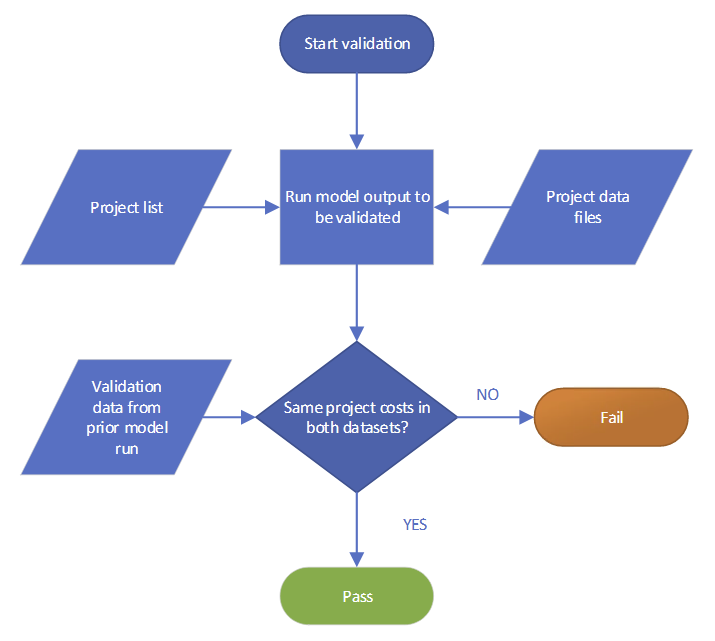 Start validation
Project list
Run model output to
be validated
Project data
files
Validation
data from
prior model
run
Same project costs in
both datasets?
NO
Fail
YES
Pass